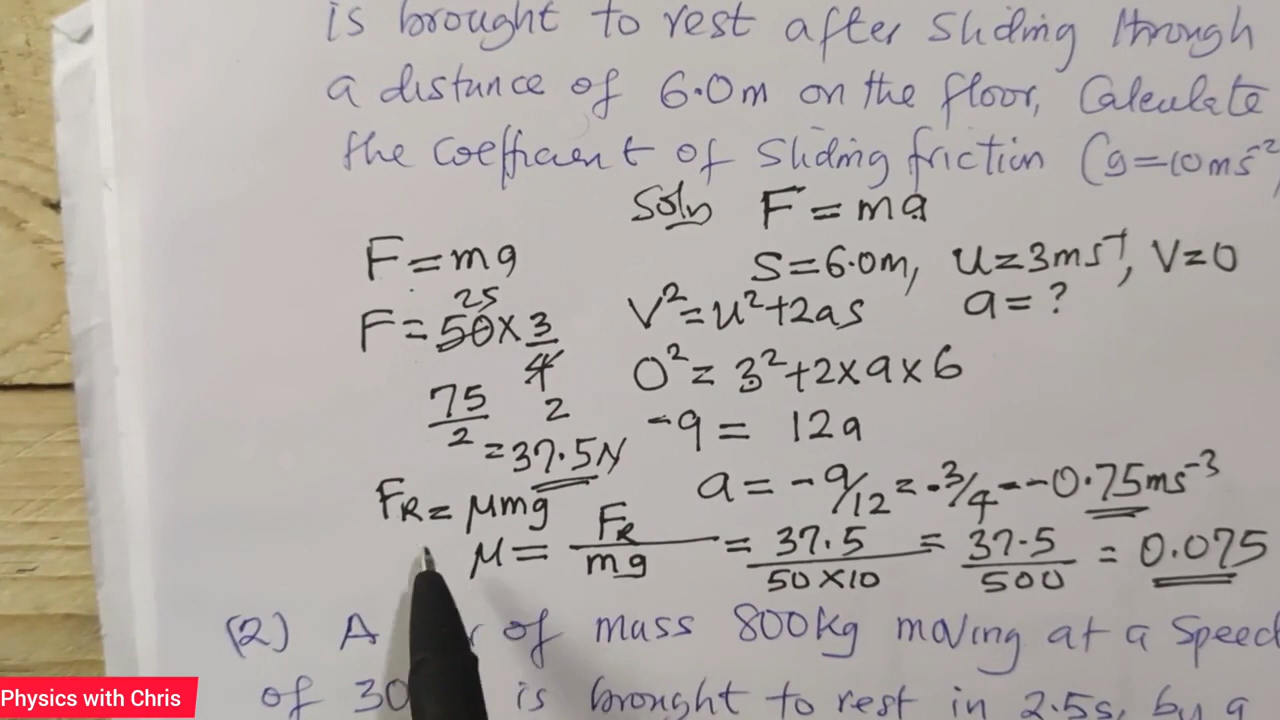 is brought to rest after sliding through
a distance of 6.0m on the floor, Calculate
the coefficient of sliding friction (g=10ms⁻²)
Soln F = ma
F = ma
S = 6.0m, u = 3ms⁻¹, V = 0
25
F = 50 × 3/4
V² = u² + 2as a = ?
0² = 3² + 2 × a × 6
75/2 2
= 37.5N
-9 = 12a
a = -9/12 = -3/4 = -0.75ms⁻³
FR = μmg
μ = FR/mg = 37.5/50×10 = 37.5/500 = 0.075
(2) A of mass 800kg moving at a Speed
of 30 is brought to rest in 2.5s, by a
Physics with Chris